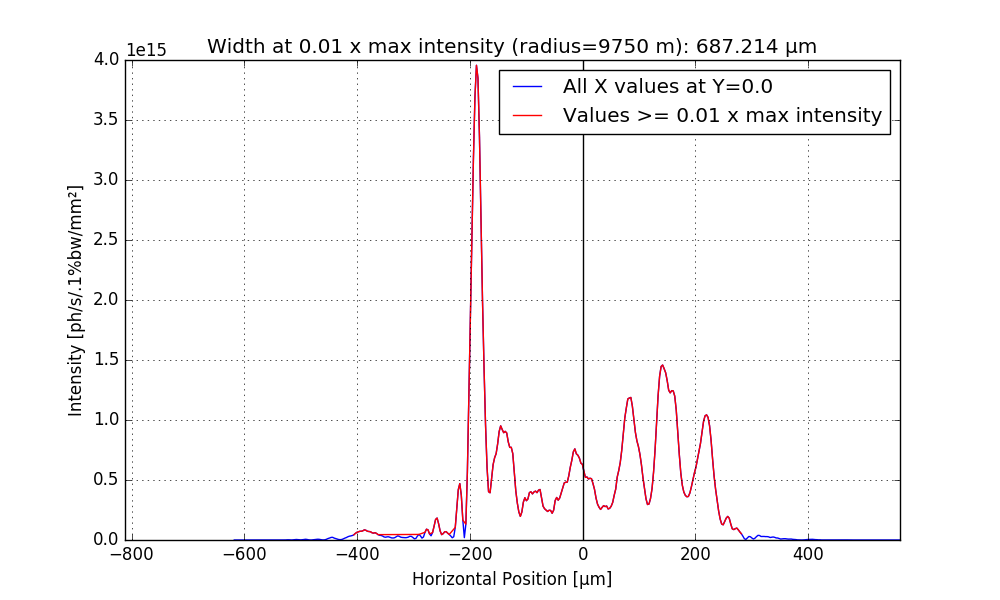 Width at 0.01 x max intensity (radius=9750 m): 687.214 µm
1e15
All X values at Y=0.0
Values >= 0.01 x max intensity
4.0
3.5
3.0
2.5
2.0
1.5
1.0
0.5
0.0
Intensity [ph/s/.1%bw/mm²]
−800 −600 −400 −200 0 200 400
Horizontal Position [µm]